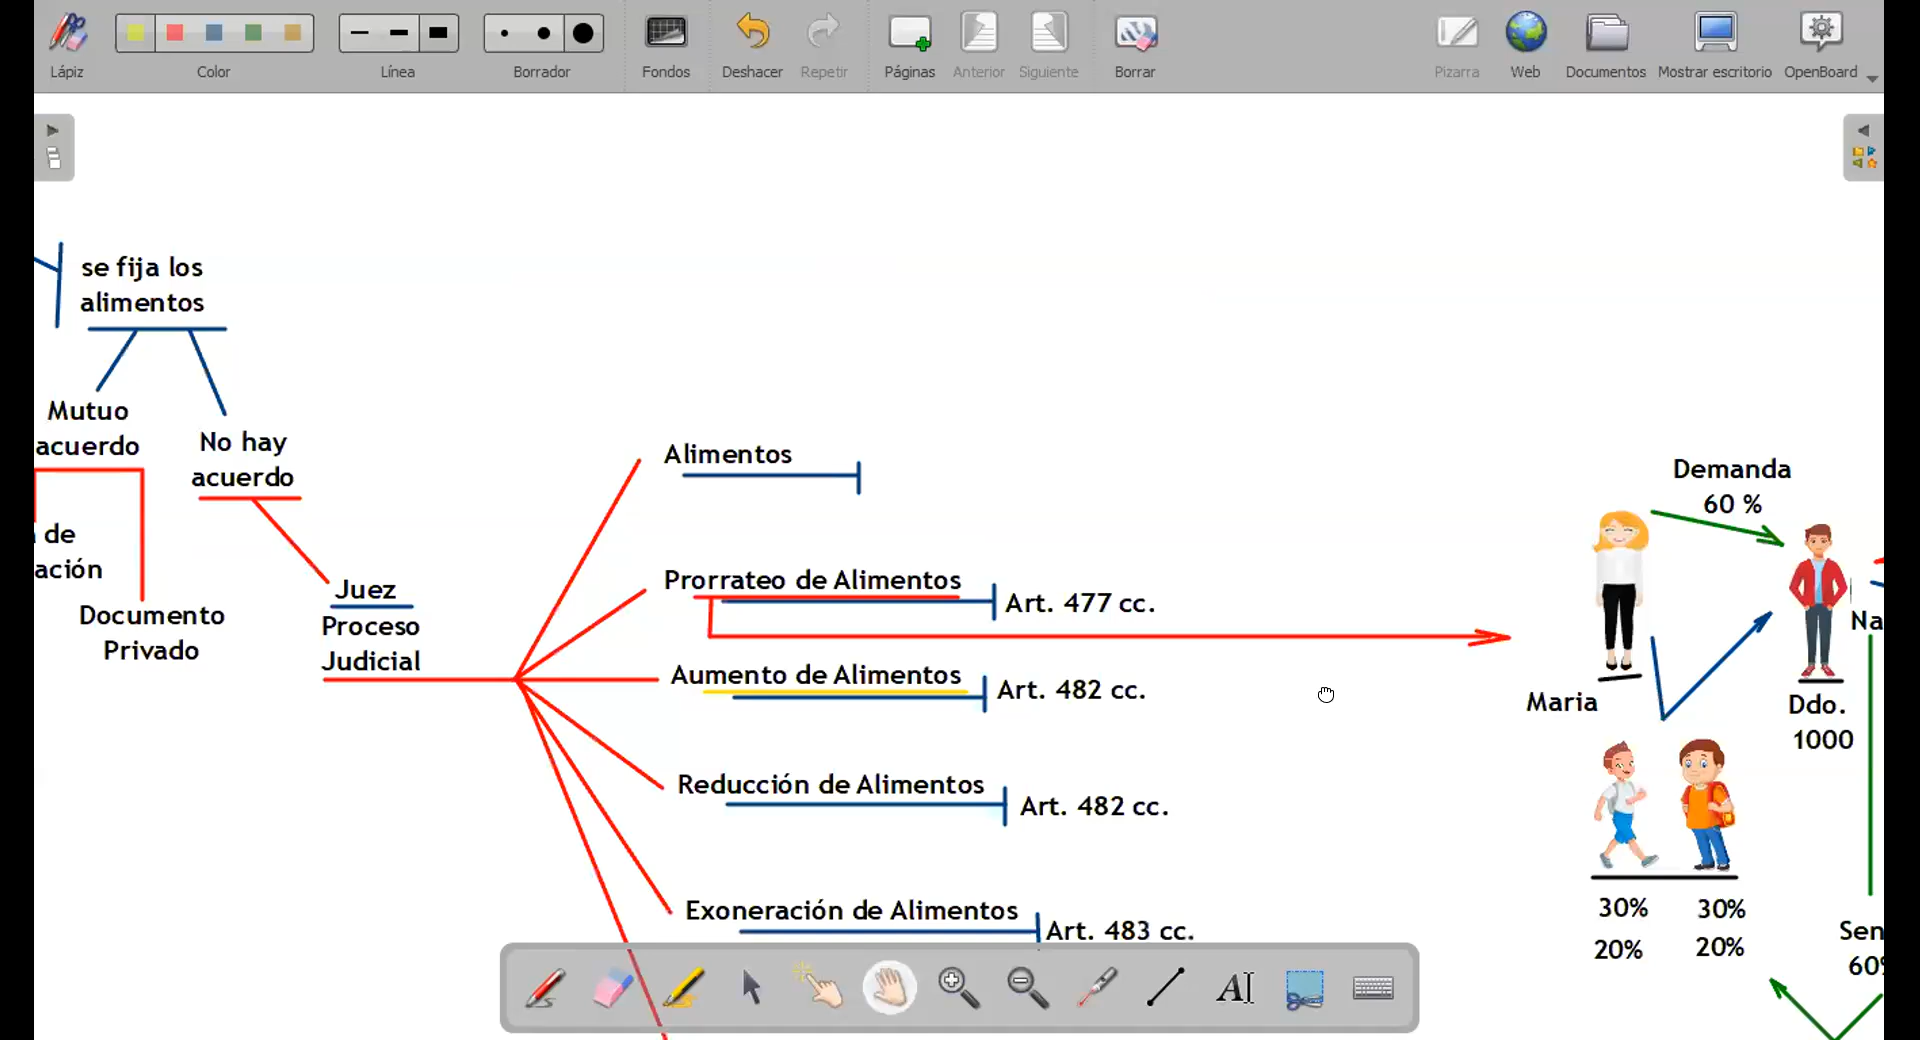 Lápiz
Color
Línea
Borrador
Fondos
Deshacer
Repetir
Páginas
Anterior
Siguiente
Borrar
Pizarra
Web
Documentos
Mostrar escritorio
OpenBoard
se fija los
alimentos
Mutuo
acuerdo
No hay
acuerdo
de
ación
Documento
Privado
Juez
Proceso
Judicial
Alimentos
Prorrateo de Alimentos
Art. 477 cc.
Aumento de Alimentos
Art. 482 cc.
Reducción de Alimentos
Art. 482 cc.
Exoneración de Alimentos
Art. 483 cc.
Demanda
60 %
Maria
Ddo.
1000
Na
30%
30%
20%
20%
Sen
60%
AI